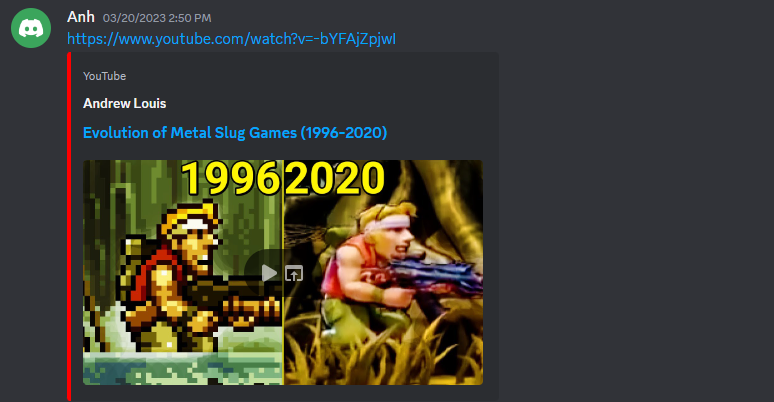 Anh 03/20/2023 2:50 PM
https://www.youtube.com/watch?v=-bYFAjZpjwI
YouTube
Andrew Louis
Evolution of Metal Slug Games (1996-2020)
1996 2020